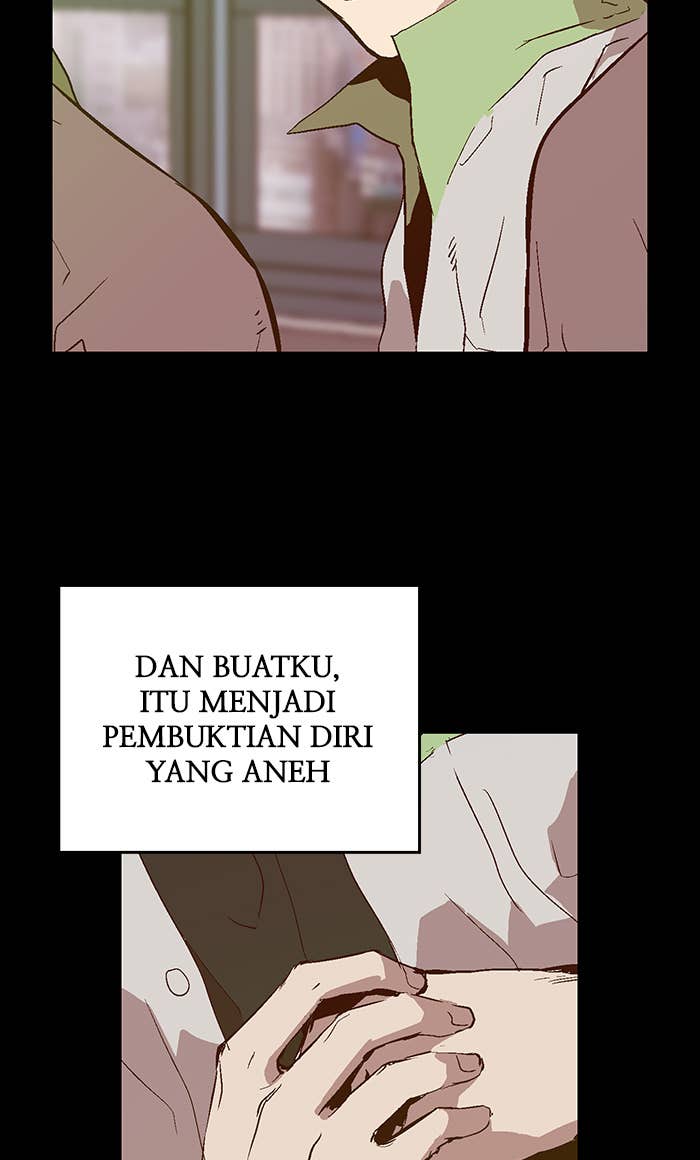 DAN BUATKU,
ITU MENJADI
PEMBUKTIAN DIRI
YANG ANEH